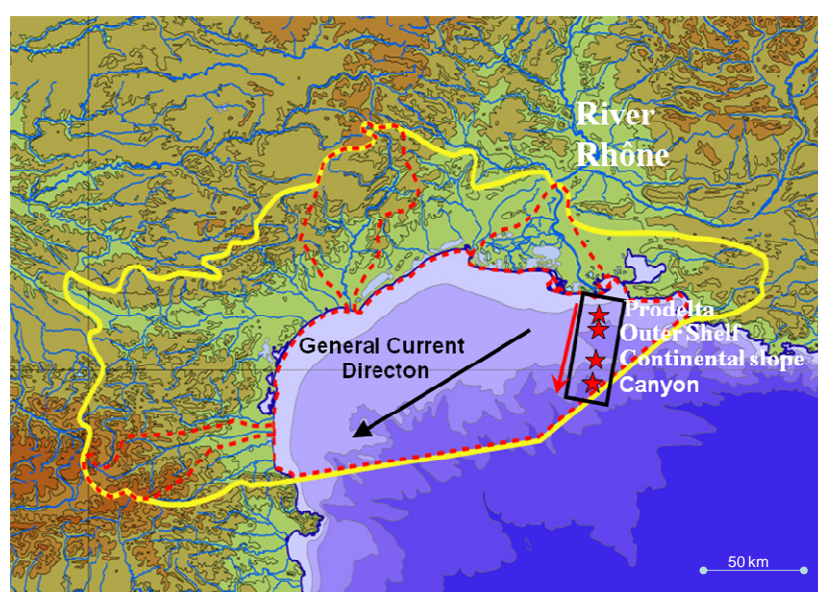 River
Rhône
Prodelta
Outer Shelf
Continental slope
Canyon
General Current
Directon
50 km